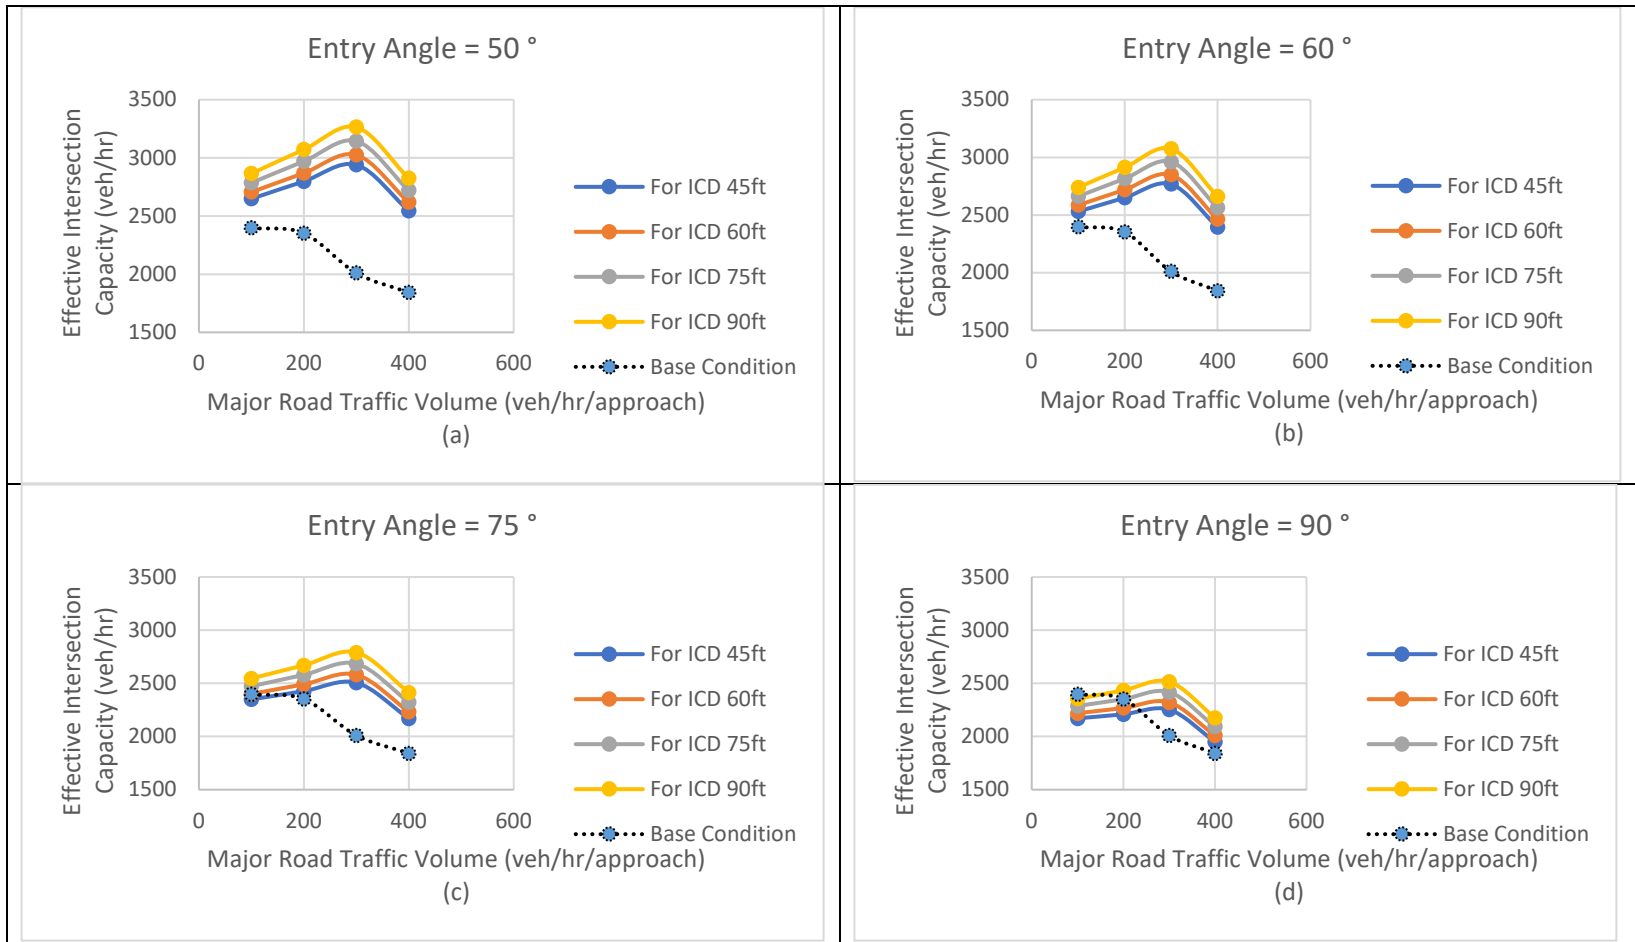 Entry Angle = 50 °
Effective Intersection
Capacity (veh/hr)
3500
3000
2500
2000
1500
0
200
400
600
For ICD 45ft
For ICD 60ft
For ICD 75ft
For ICD 90ft
Base Condition
Major Road Traffic Volume (veh/hr/approach)
(a)
Entry Angle = 60 °
Effective Intersection
Capacity (veh/hr)
3500
3000
2500
2000
1500
0
200
400
600
For ICD 45ft
For ICD 60ft
For ICD 75ft
For ICD 90ft
Base Condition
Major Road Traffic Volume (veh/hr/approach)
(b)
Entry Angle = 75 °
Effective Intersection
Capacity (veh/hr)
3500
3000
2500
2000
1500
0
200
400
600
For ICD 45ft
For ICD 60ft
For ICD 75ft
For ICD 90ft
Base Condition
Major Road Traffic Volume (veh/hr/approach)
(c)
Entry Angle = 90 °
Effective Intersection
Capacity (veh/hr)
3500
3000
2500
2000
1500
0
200
400
600
For ICD 45ft
For ICD 60ft
For ICD 75ft
For ICD 90ft
Base Condition
Major Road Traffic Volume (veh/hr/approach)
(d)